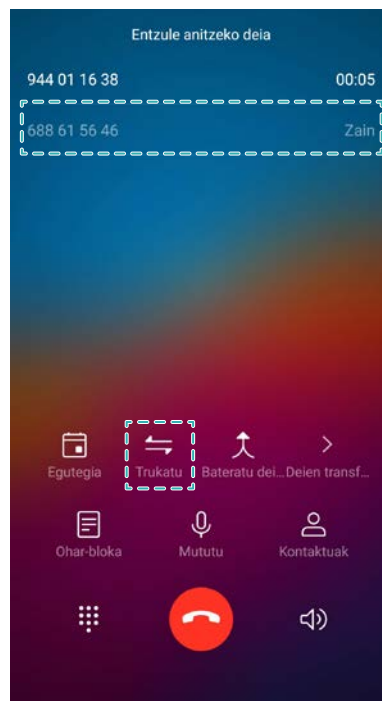 Entzule anitzeko deia
944 01 16 38 00:05
688 61 56 46 Zain
Egutegia Trukatu Bateratu dei... Deien transf...
Ohar-bloka Mututu Kontaktuak